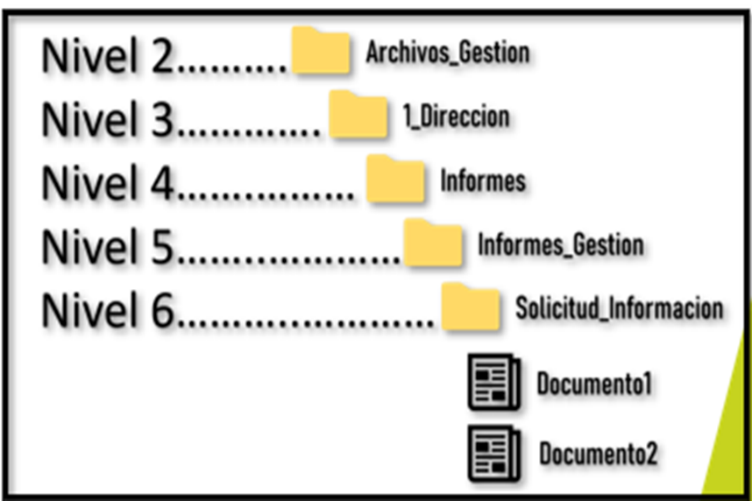 Nivel 2.......... Archivos_Gestion
Nivel 3............. 1_Direccion
Nivel 4................ Informes
Nivel 5.................... Informes_Gestion
Nivel 6....................... Solicitud_Informacion
Documento1
Documento2